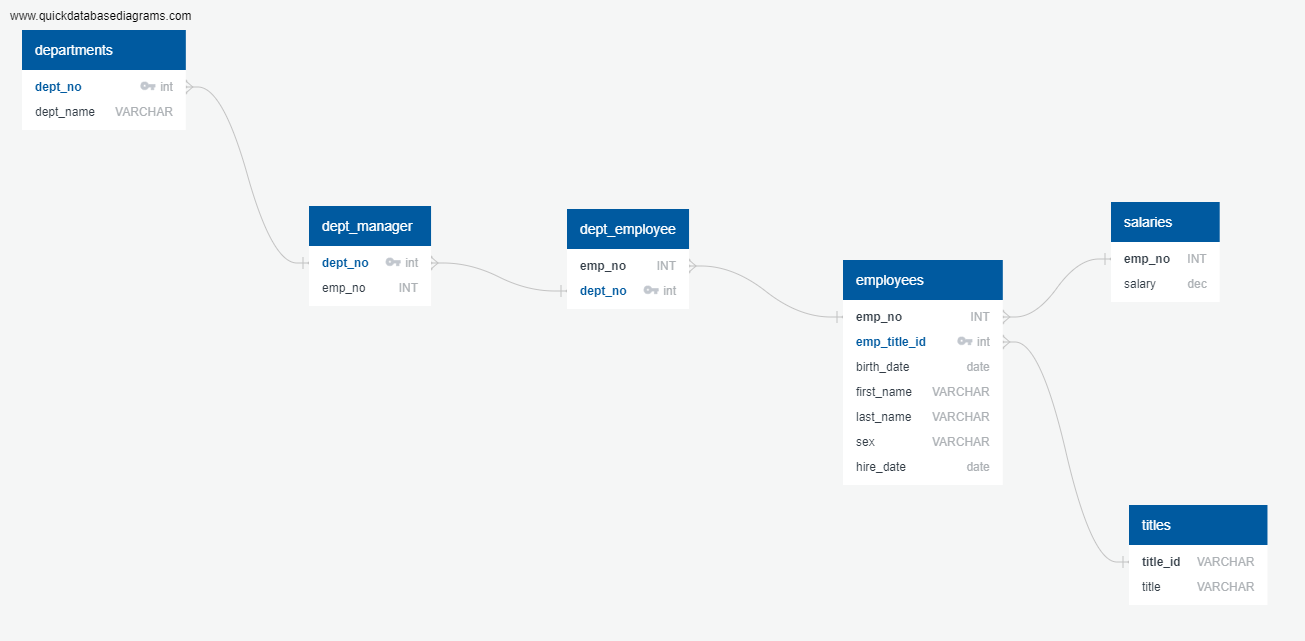 www.quickdatabasediagrams.com
departments
dept_no int
dept_name VARCHAR
dept_manager
dept_no int
emp_no INT
dept_employee
emp_no INT
dept_no int
employees
emp_no INT
emp_title_id int
birth_date date
first_name VARCHAR
last_name VARCHAR
sex VARCHAR
hire_date date
salaries
emp_no INT
salary dec
titles
title_id VARCHAR
title VARCHAR